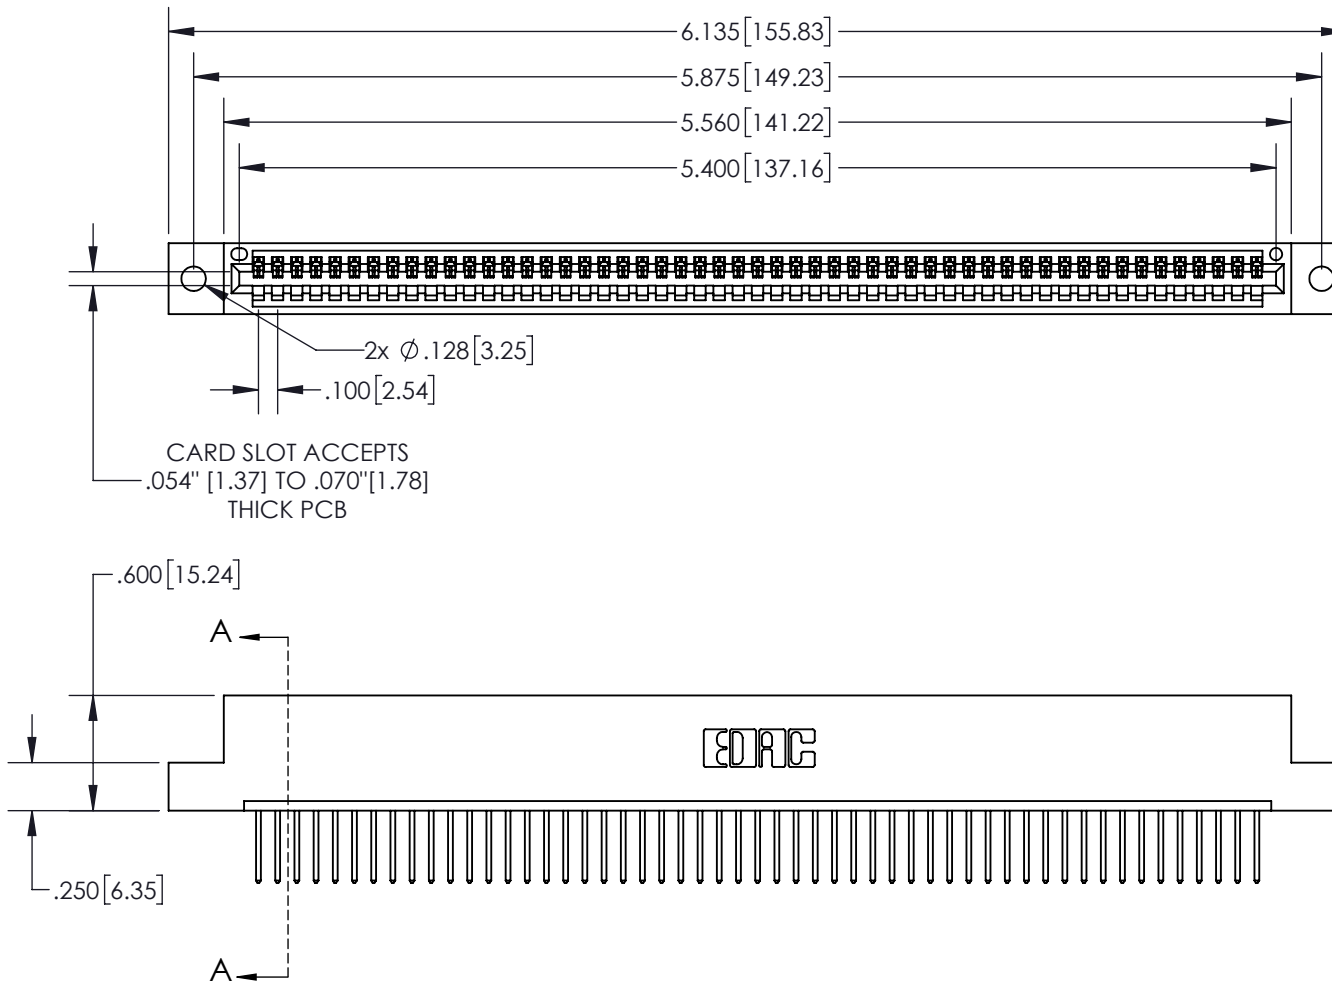 6.135[155.83]
5.875[149.23]
5.560[141.22]
5.400[137.16]
2x Ø.128[3.25]
.100[2.54]
CARD SLOT ACCEPTS
.054" [1.37] TO .070"[1.78]
THICK PCB
.600[15.24]
A
EDAC
.250[6.35]
A